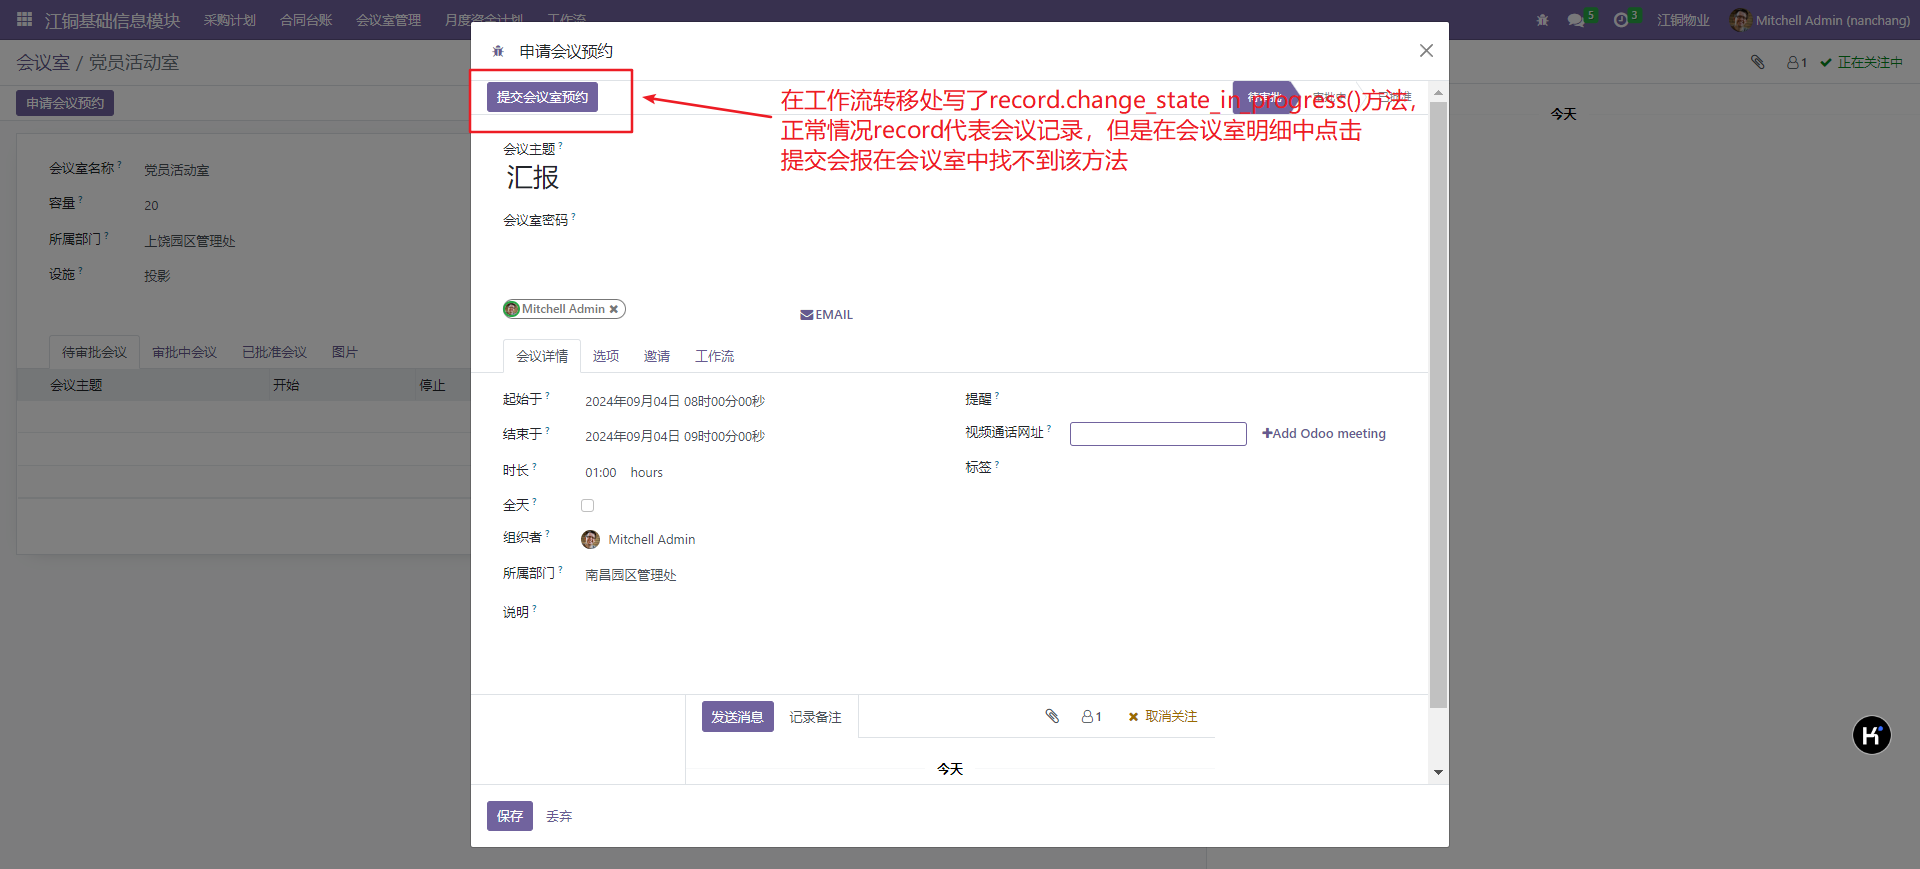 江铜基础信息模块 采购计划 合同台账 会议室管理 月度资金计划 工作流 5 3 江铜物业 Mitchell Admin (nanchang)
会议室 / 党员活动室 1 正在关注中
申请会议预约
今天
会议室名称? 党员活动室
容量? 20
所属部门? 上饶园区管理处
设施? 投影
待审批会议 审批中会议 已批准会议 图片
会议主题 开始 停止
申请会议预约
提交会议室预约 待审批
在工作流转移处写了record.change_state_in_progress()方法，
正常情况record代表会议记录，但是在会议室明细中点击
提交会报在会议室中找不到该方法
会议主题?
汇报
会议室密码?
Mitchell Admin EMAIL
会议详情 选项 邀请 工作流
起始于? 2024年09月04日 08时00分00秒 提醒?
结束于? 2024年09月04日 09时00分00秒 视频通话网址? Add Odoo meeting
时长? 01:00 hours 标签?
全天?
组织者? Mitchell Admin
所属部门? 南昌园区管理处
说明?
发送消息 记录备注 1 取消关注
今天
保存 丢弃